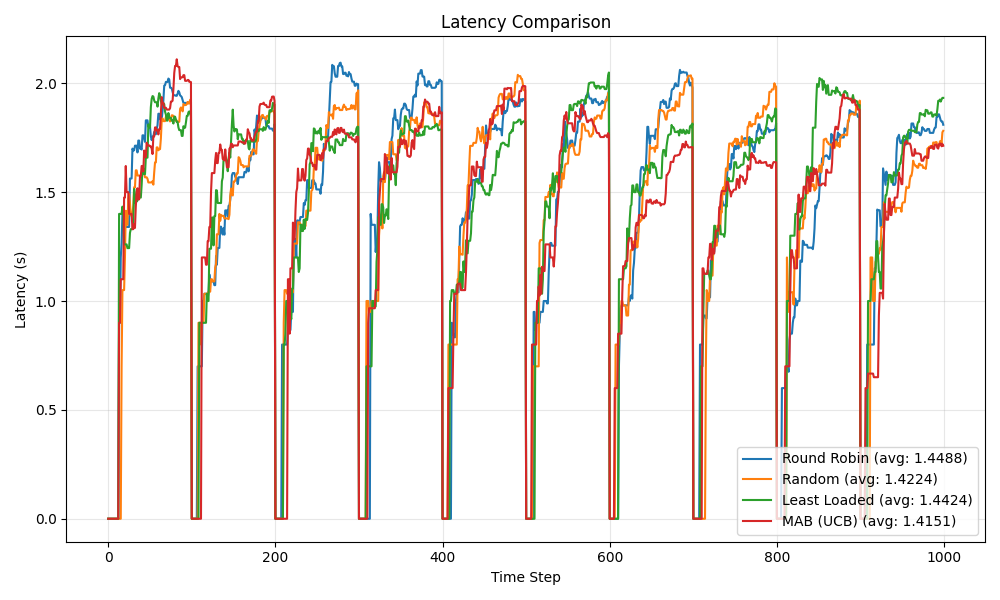 Latency Comparison
Latency (s)
2.0
1.5
1.0
0.5
0.0
Round Robin (avg: 1.4488)
Random (avg: 1.4224)
Least Loaded (avg: 1.4424)
MAB (UCB) (avg: 1.4151)
0 200 400 600 800 1000
Time Step